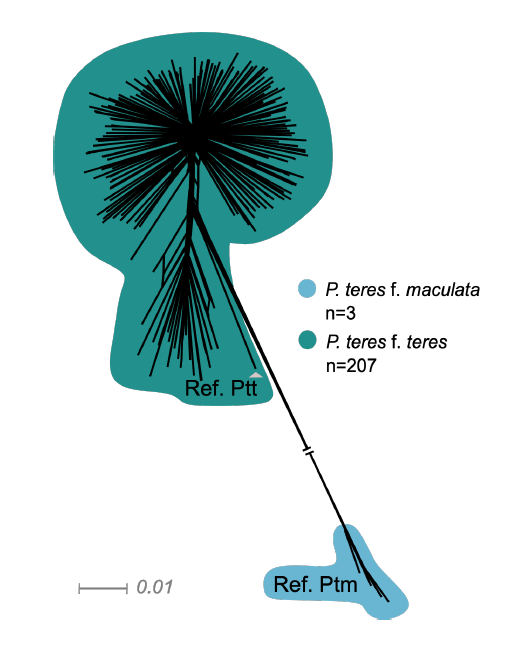 P. teres f. maculata
n=3
P. teres f. teres
n=207
Ref. Ptt
Ref. Ptm
0.01